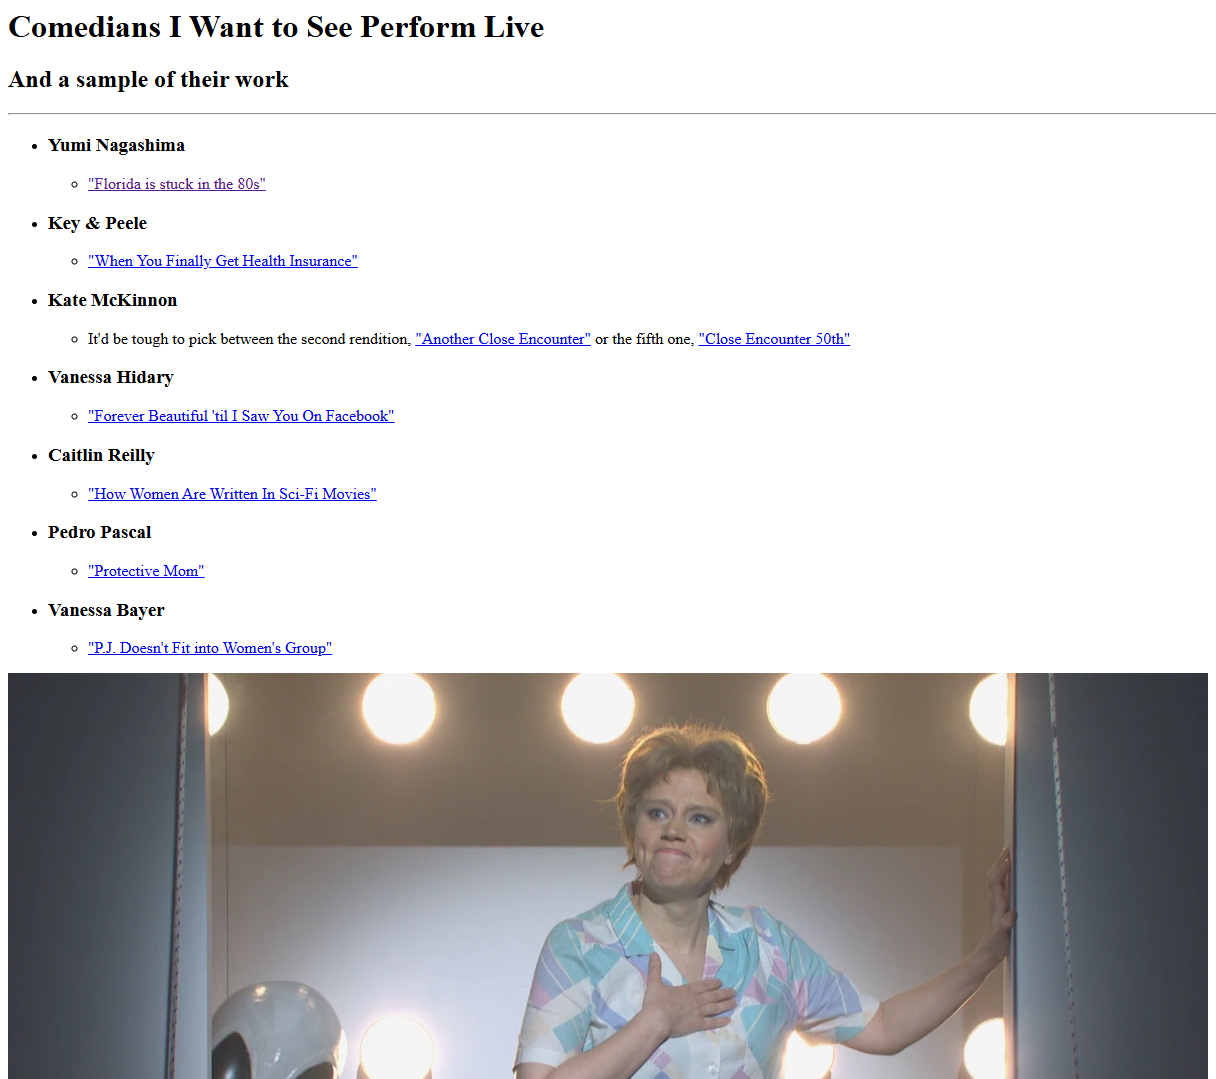 Comedians I Want to See Perform Live
And a sample of their work
Yumi Nagashima
"Florida is stuck in the 80s"
Key & Peele
"When You Finally Get Health Insurance"
Kate McKinnon
It'd be tough to pick between the second rendition, "Another Close Encounter" or the fifth one, "Close Encounter 50th"
Vanessa Hidary
"Forever Beautiful 'til I Saw You On Facebook"
Caitlin Reilly
"How Women Are Written In Sci-Fi Movies"
Pedro Pascal
"Protective Mom"
Vanessa Bayer
"P.J. Doesn't Fit into Women's Group"